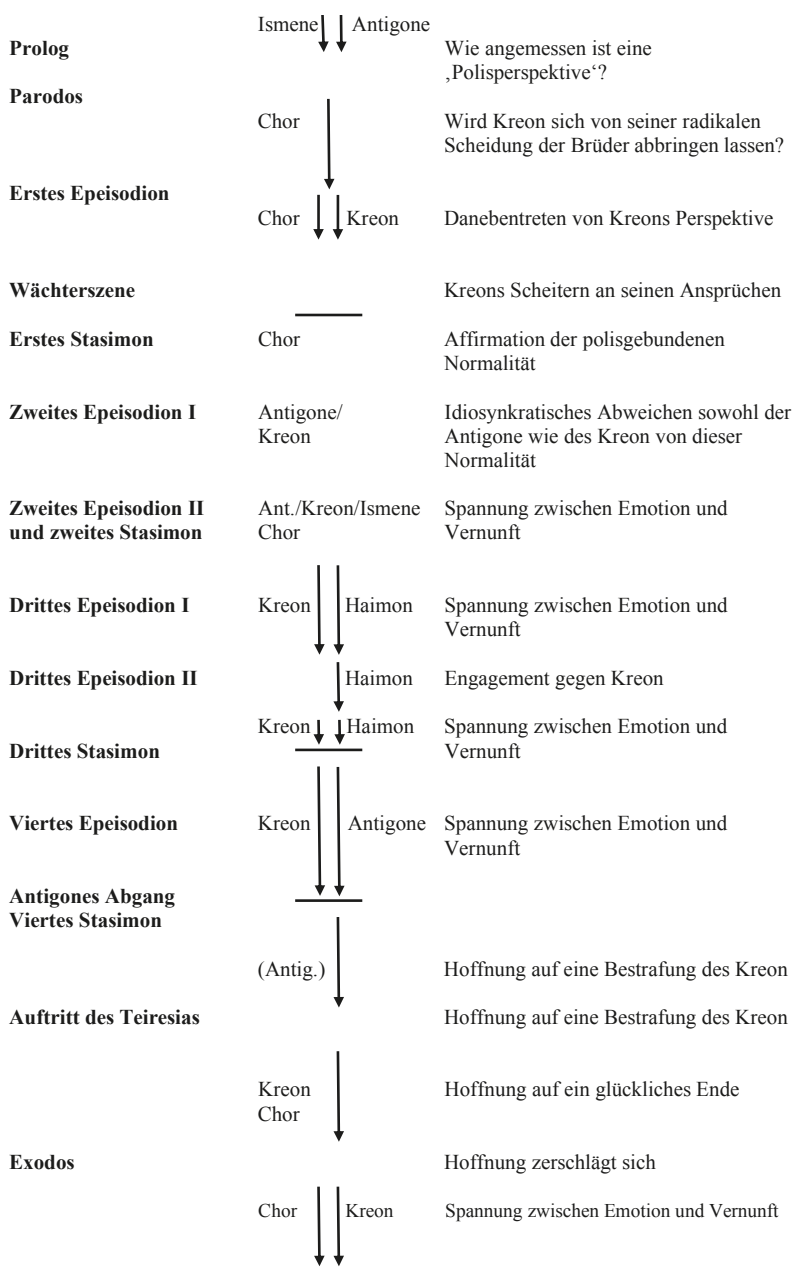 Ismene Antigone
Prolog Wie angemessen ist eine
‚Polisperspektive‘?
Parodos
Chor Wird Kreon sich von seiner radikalen
Scheidung der Brüder abbringen lassen?
Erstes Epeisodion
Chor Kreon Danebentreten von Kreons Perspektive
Wächterszene Kreons Scheitern an seinen Ansprüchen
Erstes Stasimon Chor Affirmation der polisgebundenen
Normalität
Zweites Epeisodion I Antigone/ Idiosynkratisches Abweichen sowohl der
Kreon Antigone wie des Kreon von dieser
Normalität
Zweites Epeisodion II Ant./Kreon/Ismene Spannung zwischen Emotion und
und zweites Stasimon Chor Vernunft
Drittes Epeisodion I Kreon Haimon Spannung zwischen Emotion und
Vernunft
Drittes Epeisodion II Haimon Engagement gegen Kreon
Kreon Haimon Spannung zwischen Emotion und
Drittes Stasimon Vernunft
Viertes Epeisodion Kreon Antigone Spannung zwischen Emotion und
Vernunft
Antigones Abgang
Viertes Stasimon
(Antig.) Hoffnung auf eine Bestrafung des Kreon
Auftritt des Teiresias Hoffnung auf eine Bestrafung des Kreon
Kreon Hoffnung auf ein glückliches Ende
Chor
Exodos Hoffnung zerschlägt sich
Chor Kreon Spannung zwischen Emotion und Vernunft